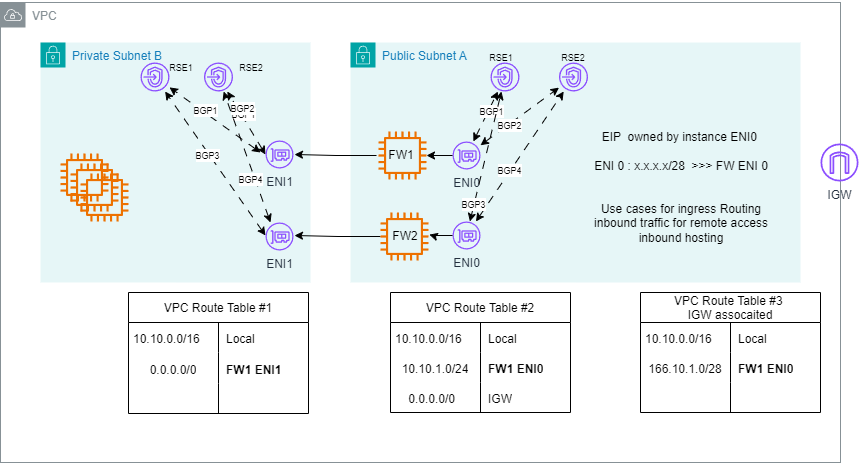 VPC
Private Subnet B
Public Subnet A
RSE1
RSE2
RSE1
RSE2
BGP1
BGP2
BGP1
BGP1
BGP2
BGP3
BGP4
BGP4
BGP3
FW1
ENI1
ENI0
FW2
ENI1
ENI0
EIP owned by instance ENI0
ENI 0 : x.x.x.x/28 >>> FW ENI 0
Use cases for ingress Routing
inbound traffic for remote access
inbound hosting
IGW
VPC Route Table #1
10.10.0.0/16 Local
0.0.0.0/0 FW1 ENI1
VPC Route Table #2
10.10.0.0/16 Local
10.10.1.0/24 FW1 ENI0
0.0.0.0/0 IGW
VPC Route Table #3
IGW assocaited
10.10.0.0/16 Local
166.10.1.0/28 FW1 ENI0